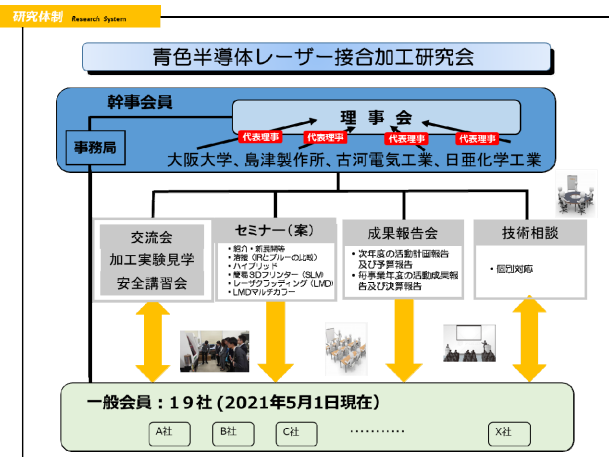 研究体制 Research System
青色半導体レーザー接合加工研究会
幹事会員
理事会
代表理事 代表理事 代表理事 代表理事
事務局
大阪大学、島津製作所、古河電気工業、日亜化学工業
交流会
加工実験見学
安全講習会
セミナー(案)
・紹介・新展開等
・溶接(IRとブルーの比較)
・ハイブリッド
・簡易3Dプリンター(SLM)
・レーザクラッディング(LMD)
・LMDマルチカラー
成果報告会
・次年度の活動計画報告
及び予算報告
・毎事業年度の活動成果報
告及び決算報告
技術相談
・個別対応
一般会員:19社 (2021年5月1日現在)
A社 B社 C社 ・・・・・・・・・・・ X社